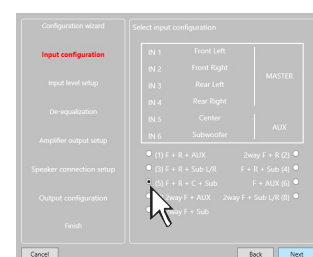 Configuration wizard
Input configuration
Input level setup
De-equalization
Amplifier output setup
Speaker connection setup
Output configuration
Finish
Select input configuration
IN 1 Front Left
IN 2 Front Right
IN 3 Rear Left
IN 4 Rear Right
MASTER
IN 5 Center
IN 6 Subwoofer
AUX
(1) F + R + AUX 2way F + R (2)
(3) F + R + Sub L/R F + R + Sub (4)
(5) F + R + C + Sub F + AUX (6)
2way F + AUX 2way F + Sub L/R (8)
2way F + Sub
Cancel Back Next